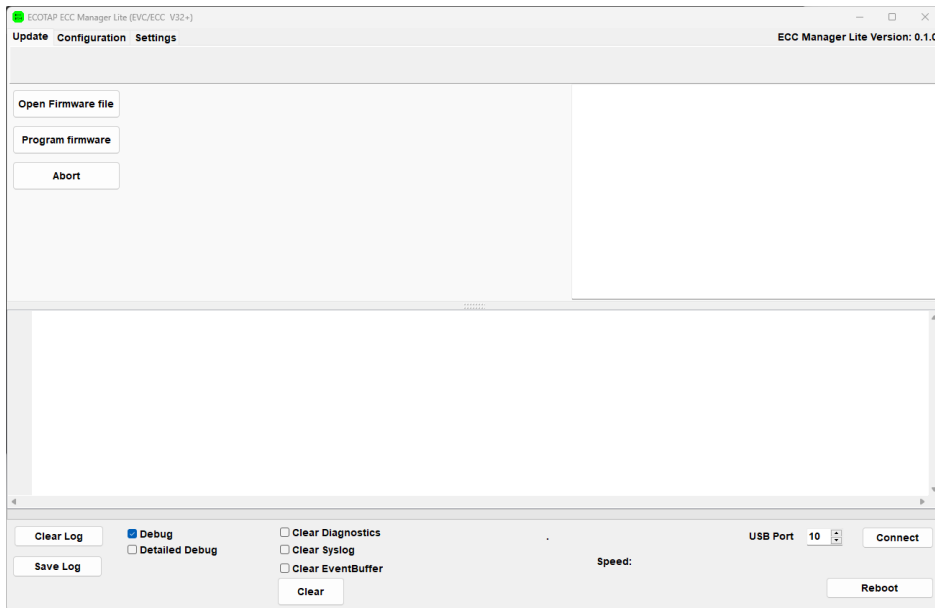 ECOTAP ECC Manager Lite (EVC/ECC V32+)
Update Configuration Settings ECC Manager Lite Version: 0.1.0
Open Firmware file
Program firmware
Abort
Clear Log
Save Log
Debug
Detailed Debug
Clear Diagnostics
Clear Syslog
Clear EventBuffer
Clear
.
Speed:
USB Port 10 Connect
Reboot